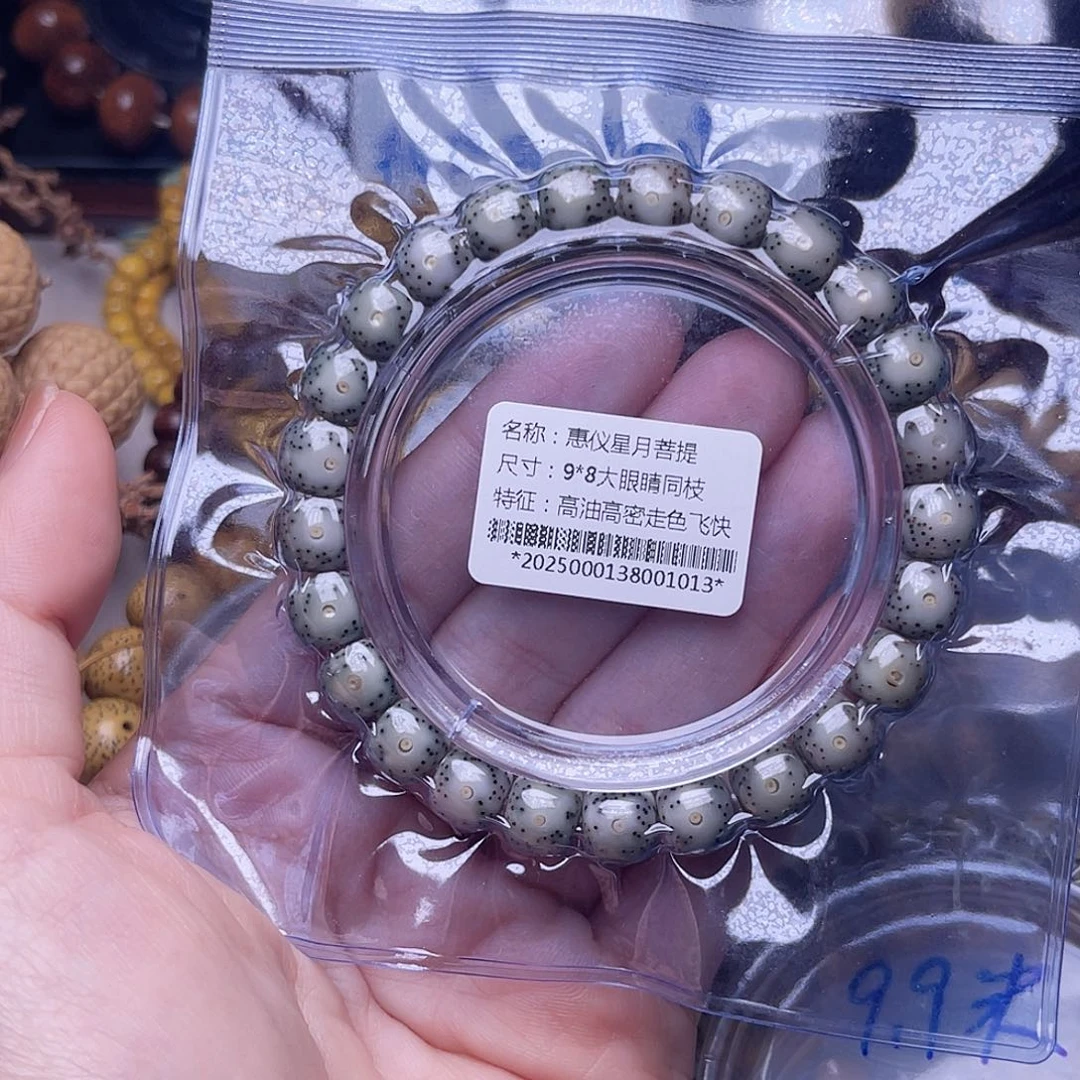 名称：惠仪星月菩提
尺寸：9*8大眼睛同枝
特征：高油高密走色飞快
*2025000138001013*
9.9米